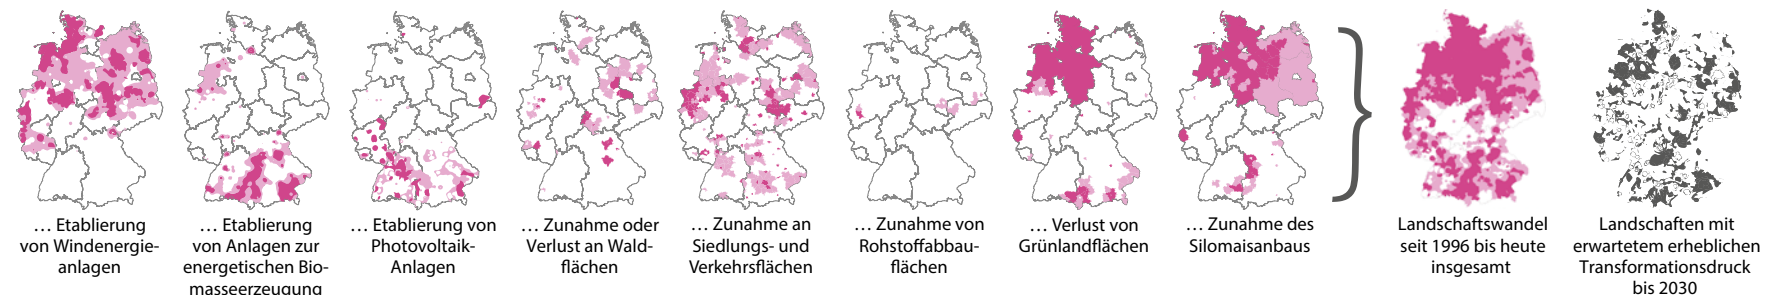 … Etablierung
von Windenergie-
anlagen
… Etablierung
von Anlagen zur
energetischen Bio-
masseerzeugung
… Etablierung von
Photovoltaik-
Anlagen
… Zunahme oder
Verlust an Wald-
flächen
… Zunahme an
Siedlungs- und
Verkehrsflächen
… Zunahme von
Rohstoffabbau-
flächen
… Verlust von
Grünlandflächen
… Zunahme des
Silomaisanbaus
Landschaftswandel
seit 1996 bis heute
insgesamt
Landschaften mit
erwartetem erheblichen
Transformationsdruck
bis 2030